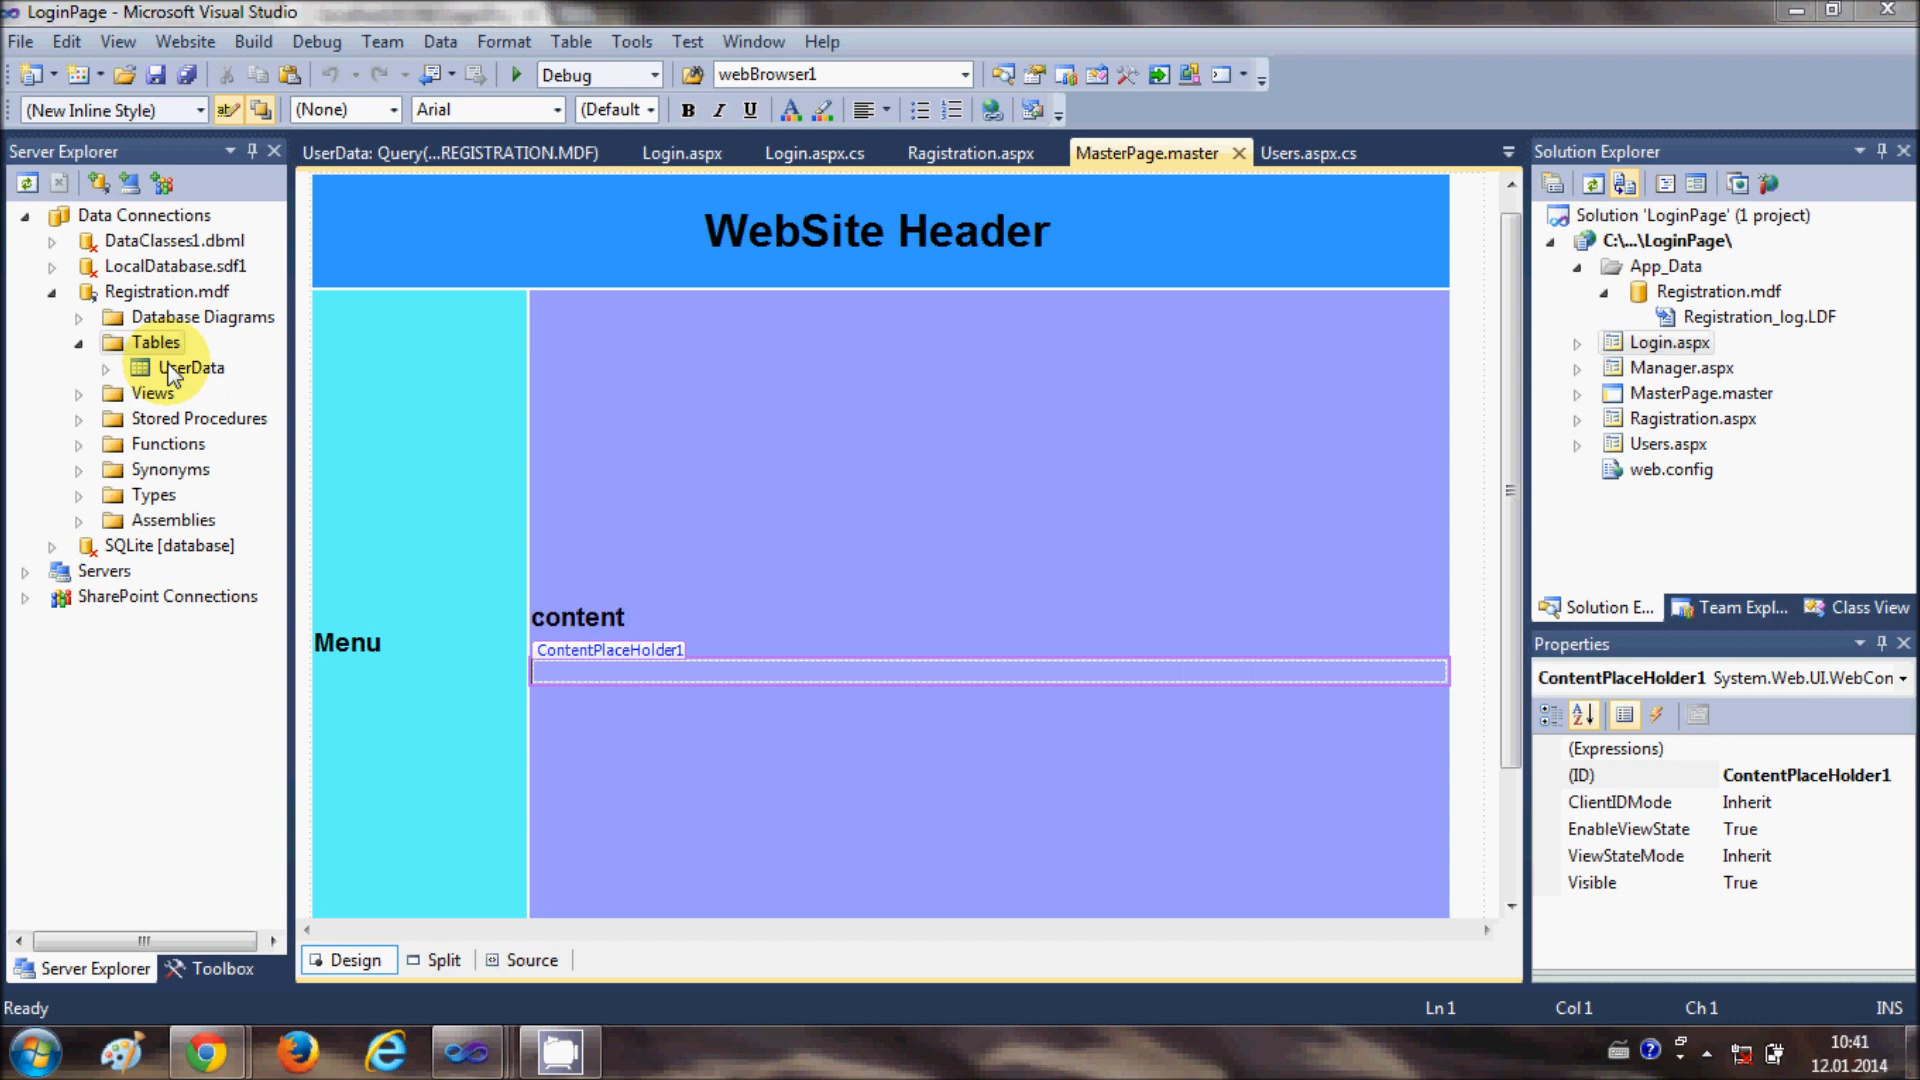 LoginPage - Microsoft Visual Studio
File Edit View Website Build Debug Team Data Format Table Tools Test Window Help
Debug webBrowser1
(New Inline Style) ab (None) Arial (Default B I U A
Server Explorer
UserData: Query(...REGISTRATION.MDF) Login.aspx Login.aspx.cs Ragistration.aspx MasterPage.master Users.aspx.cs
Solution Explorer
Data Connections
DataClasses1.dbml
LocalDatabase.sdf1
Registration.mdf
Database Diagrams
Tables
UserData
Views
Stored Procedures
Functions
Synonyms
Types
Assemblies
SQLite [database]
Servers
SharePoint Connections
Server Explorer Toolbox
WebSite Header
Menu
content
ContentPlaceHolder1
Design Split Source
Solution 'LoginPage' (1 project)
C:\...\LoginPage\
App_Data
Registration.mdf
Registration_log.LDF
Login.aspx
Manager.aspx
MasterPage.master
Ragistration.aspx
Users.aspx
web.config
Solution E... Team Expl... Class View
Properties
ContentPlaceHolder1 System.Web.UI.WebCon
A
Z
(Expressions)
(ID) ContentPlaceHolder1
ClientIDMode Inherit
EnableViewState True
ViewStateMode Inherit
Visible True
Ready Ln 1 Col 1 Ch 1 INS
10:41
12.01.2014